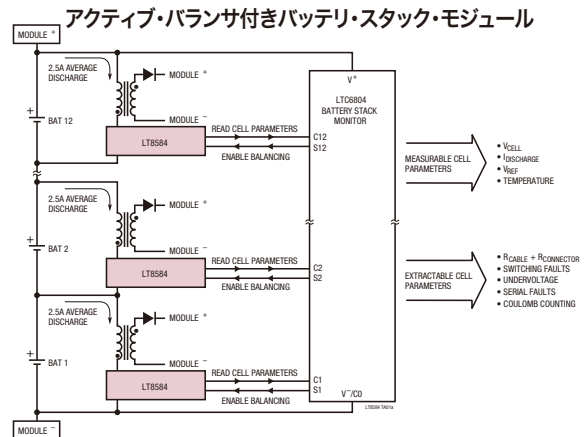 アクティブ・バランサ付きバッテリ・スタック・モジュール
MODULE +
2.5A AVERAGE
DISCHARGE
MODULE +
MODULE −
+
BAT 12
LT8584
READ CELL PARAMETERS
ENABLE BALANCING
C12
S12
V+
LTC6804
BATTERY STACK
MONITOR
MEASURABLE CELL
PARAMETERS
• VCELL
• IDISCHARGE
• VREF
• TEMPERATURE
2.5A AVERAGE
DISCHARGE
MODULE +
MODULE −
+
BAT 2
LT8584
READ CELL PARAMETERS
ENABLE BALANCING
C2
S2
EXTRACTABLE CELL
PARAMETERS
• RCABLE + RCONNECTOR
• SWITCHING FAULTS
• UNDERVOLTAGE
• SERIAL FAULTS
• COULOMB COUNTING
2.5A AVERAGE
DISCHARGE
MODULE +
MODULE −
+
BAT 1
LT8584
READ CELL PARAMETERS
ENABLE BALANCING
C1
S1
V−/C0
LT8584 TA01a
MODULE −